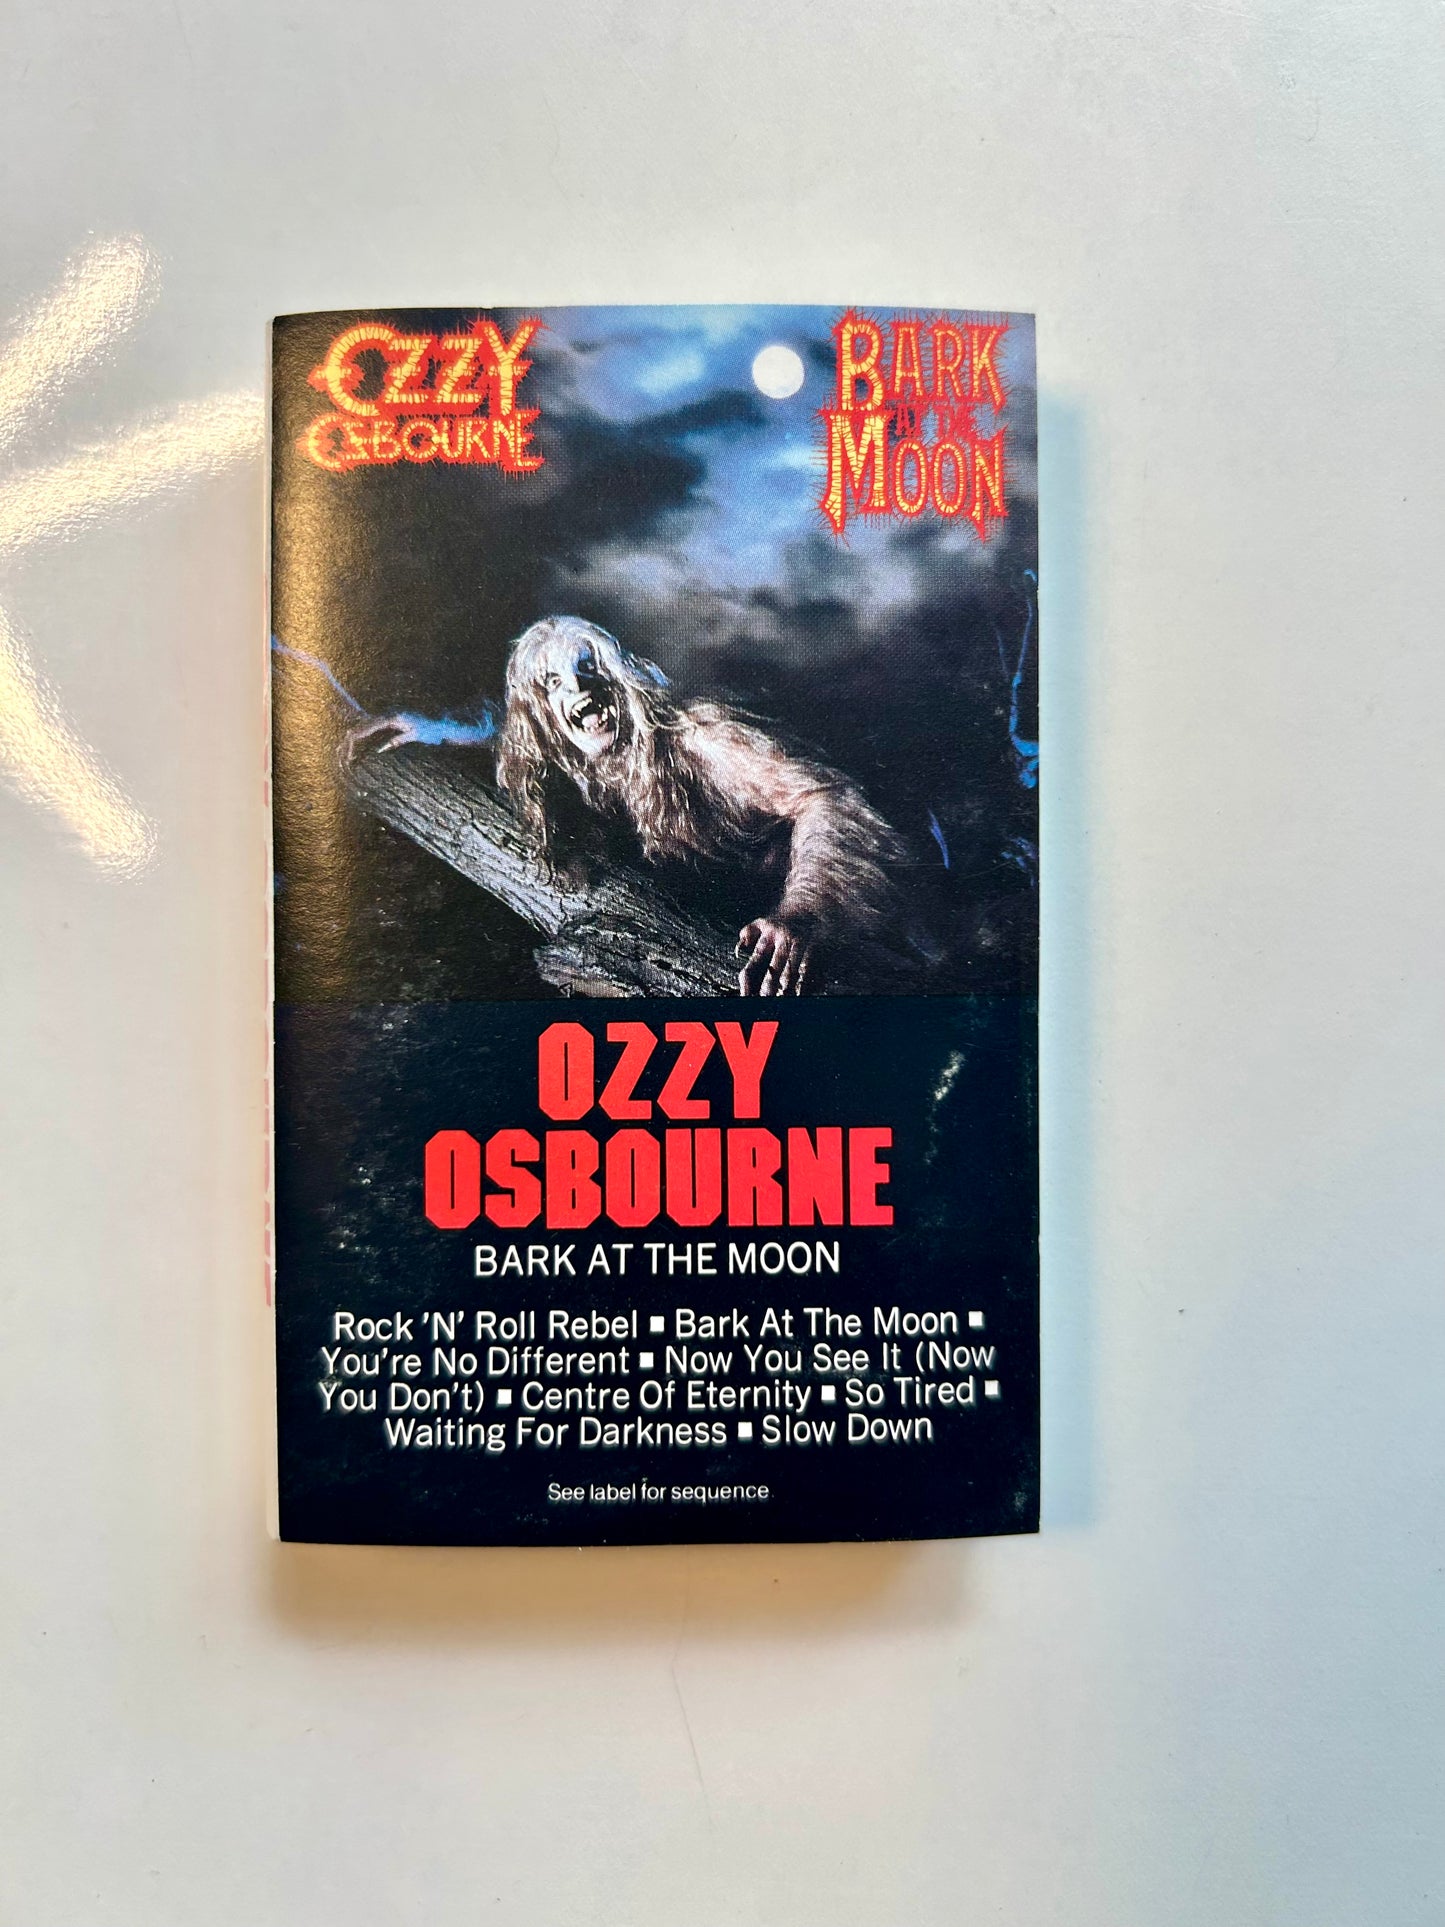 OZZY
OSBOURNE
BARK
AT THE
MOON
OZZY
OSBOURNE
BARK AT THE MOON
Rock 'N' Roll Rebel ■ Bark At The Moon ■
You're No Different ■ Now You See It (Now
You Don't) ■ Centre Of Eternity ■ So Tired ■
Waiting For Darkness ■ Slow Down
See label for sequence.